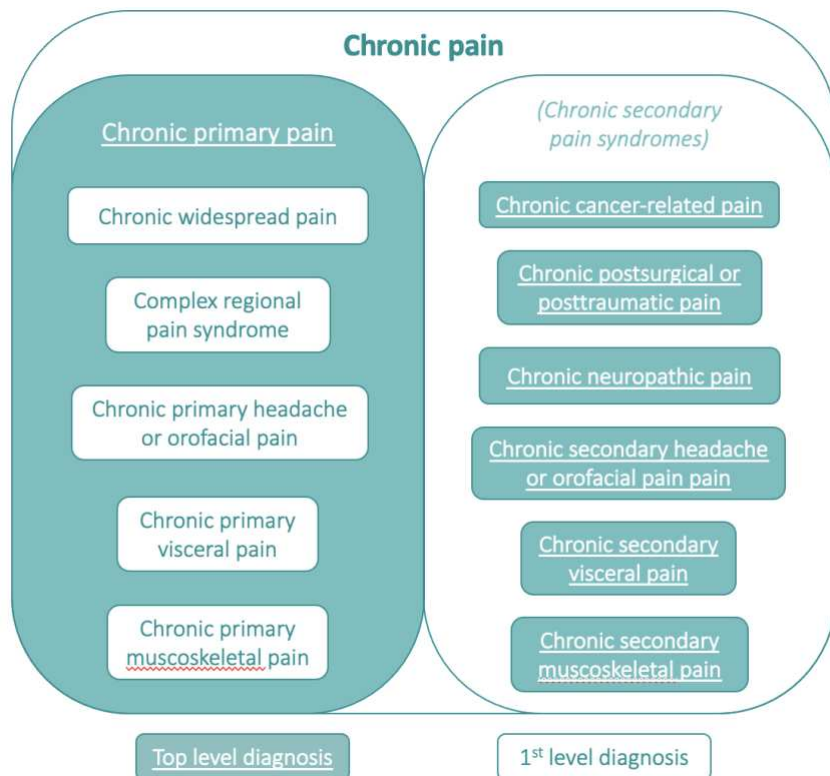 Chronic pain
Chronic primary pain
Chronic widespread pain
Complex regional
pain syndrome
Chronic primary headache
or orofacial pain
Chronic primary
visceral pain
Chronic primary
muscoskeletal pain
(Chronic secondary
pain syndromes)
Chronic cancer-related pain
Chronic postsurgical or
posttraumatic pain
Chronic neuropathic pain
Chronic secondary headache
or orofacial pain pain
Chronic secondary
visceral pain
Chronic secondary
muscoskeletal pain
Top level diagnosis
1st level diagnosis